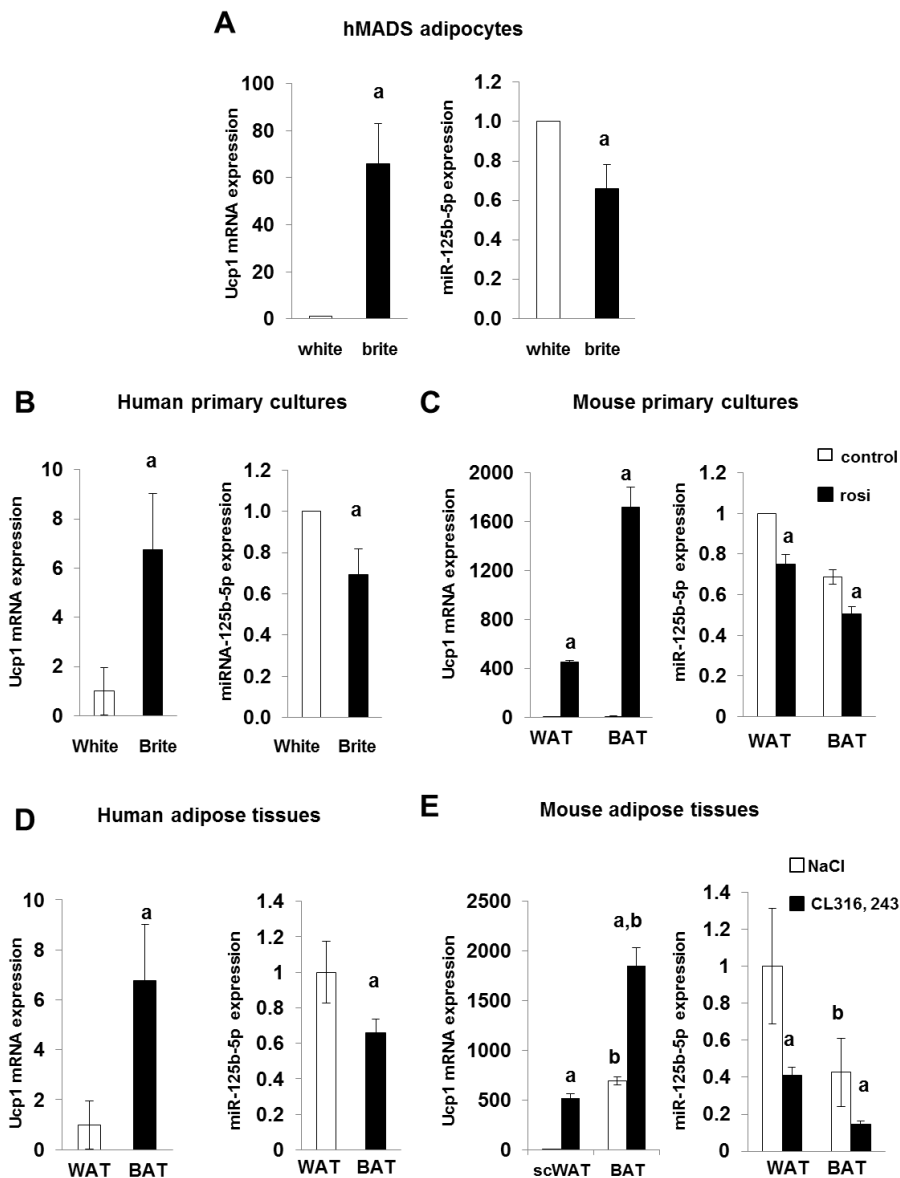 A
hMADS adipocytes
Ucp1 mRNA expression
100
80
60
40
20
0
a
white brite
miR-125b-5p expression
1.2
1.0
0.8
0.6
0.4
0.2
0.0
a
white brite
B
Human primary cultures
Ucp1 mRNA expression
10
8
6
4
2
0
a
White Brite
miRNA-125b-5p expression
1.2
1.0
0.8
0.6
0.4
0.2
0.0
a
White Brite
C
Mouse primary cultures
control
rosi
Ucp1 mRNA expression
2000
1600
1200
800
400
0
a
a
WAT BAT
miR-125b-5p expression
1.2
1
0.8
0.6
0.4
0.2
0
a
a
WAT BAT
D
Human adipose tissues
Ucp1 mRNA expression
10
8
6
4
2
0
a
WAT BAT
miR-125b-5p expression
1.4
1.2
1
0.8
0.6
0.4
0.2
0
a
WAT BAT
E
Mouse adipose tissues
NaCl
CL316, 243
Ucp1 mRNA expression
2500
2000
1500
1000
500
0
a
b
a,b
scWAT BAT
miR-125b-5p expression
1.4
1.2
1
0.8
0.6
0.4
0.2
0
a
b
a
WAT BAT